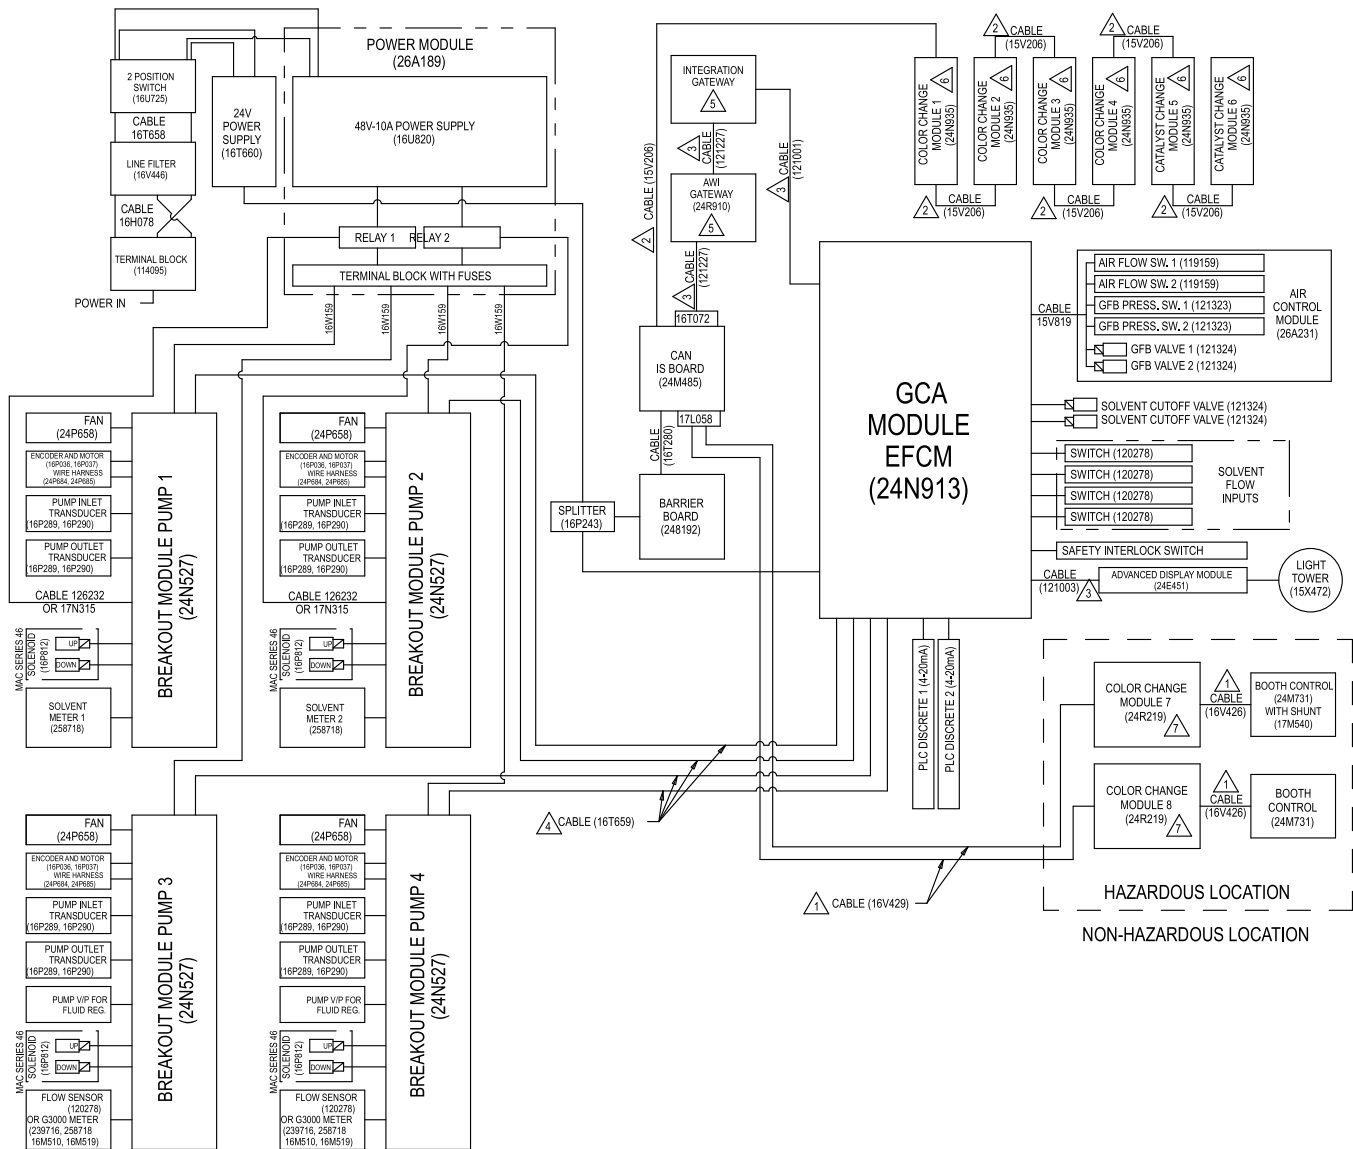 POWER MODULE
(26A189)
2 POSITION
SWITCH
(16U725)
CABLE
16T658
LINE FILTER
(16V446)
CABLE
16H078
TERMINAL BLOCK
(114095)
POWER IN
24V
POWER
SUPPLY
(16T660)
48V-10A POWER SUPPLY
(16U820)
RELAY 1
RELAY 2
TERMINAL BLOCK WITH FUSES
16W159
16W159
16W159
16W159
INTEGRATION
GATEWAY
5
3
CABLE
(121227)
AWI
GATEWAY
(24R910)
5
3
CABLE
(121227)
3
CABLE
(121001)
2
CABLE (15V206)
16T072
CAN
IS BOARD
(24M485)
17L058
CABLE
(16T280)
BARRIER
BOARD
(248192)
SPLITTER
(16P243)
2
CABLE
(15V206)
2
CABLE
(15V206)
COLOR CHANGE
MODULE 1
(24N935)
6
COLOR CHANGE
MODULE 2
(24N935)
6
COLOR CHANGE
MODULE 3
(24N935)
6
COLOR CHANGE
MODULE 4
(24N935)
6
CATALYST CHANGE
MODULE 5
(24N935)
6
CATALYST CHANGE
MODULE 6
(24N935)
6
2
CABLE
(15V206)
2
CABLE
(15V206)
2
CABLE
(15V206)
GCA
MODULE
EFCM
(24N913)
CABLE
15V819
AIR FLOW SW. 1 (119159)
AIR FLOW SW. 2 (119159)
GFB PRESS. SW. 1 (121323)
GFB PRESS. SW. 2 (121323)
GFB VALVE 1 (121324)
GFB VALVE 2 (121324)
AIR
CONTROL
MODULE
(26A231)
SOLVENT CUTOFF VALVE (121324)
SOLVENT CUTOFF VALVE (121324)
SWITCH (120278)
SWITCH (120278)
SWITCH (120278)
SWITCH (120278)
SOLVENT
FLOW
INPUTS
SAFETY INTERLOCK SWITCH
CABLE
(121003)
3
ADVANCED DISPLAY MODULE
(24E451)
LIGHT
TOWER
(15X472)
PLC DISCRETE 1 (4-20mA)
PLC DISCRETE 2 (4-20mA)
COLOR CHANGE
MODULE 7
(24R219)
7
1
CABLE
(16V426)
BOOTH CONTROL
(24M731)
WITH SHUNT
(17M540)
COLOR CHANGE
MODULE 8
(24R219)
7
1
CABLE
(16V426)
BOOTH
CONTROL
(24M731)
HAZARDOUS LOCATION
NON-HAZARDOUS LOCATION
4
CABLE (16T659)
1
CABLE (16V429)
FAN
(24P658)
ENCODER AND MOTOR
(16P036, 16P037)
WIRE HARNESS
(24P684, 24P685)
PUMP INLET
TRANSDUCER
(16P289, 16P290)
PUMP OUTLET
TRANSDUCER
(16P289, 16P290)
CABLE 126232
OR 17N315
MAC SERIES 46
SOLENOID
(16P812)
UP
DOWN
SOLVENT
METER 1
(258718)
BREAKOUT MODULE PUMP 1
(24N527)
FAN
(24P658)
ENCODER AND MOTOR
(16P036, 16P037)
WIRE HARNESS
(24P684, 24P685)
PUMP INLET
TRANSDUCER
(16P289, 16P290)
PUMP OUTLET
TRANSDUCER
(16P289, 16P290)
CABLE 126232
OR 17N315
MAC SERIES 46
SOLENOID
(16P812)
UP
DOWN
SOLVENT
METER 2
(258718)
BREAKOUT MODULE PUMP 2
(24N527)
FAN
(24P658)
ENCODER AND MOTOR
(16P036, 16P037)
WIRE HARNESS
(24P684, 24P685)
PUMP INLET
TRANSDUCER
(16P289, 16P290)
PUMP OUTLET
TRANSDUCER
(16P289, 16P290)
PUMP V/P FOR
FLUID REG.
MAC SERIES 46
SOLENOID
(16P812)
UP
DOWN
FLOW SENSOR
(120278)
OR G3000 METER
(239716, 258718
16M510, 16M519)
BREAKOUT MODULE PUMP 3
(24N527)
FAN
(24P658)
ENCODER AND MOTOR
(16P036, 16P037)
WIRE HARNESS
(24P684, 24P685)
PUMP INLET
TRANSDUCER
(16P289, 16P290)
PUMP OUTLET
TRANSDUCER
(16P289, 16P290)
PUMP V/P FOR
FLUID REG.
MAC SERIES 46
SOLENOID
(16P812)
UP
DOWN
FLOW SENSOR
(120278)
OR G3000 METER
(239716, 258718
16M510, 16M519)
BREAKOUT MODULE PUMP 4
(24N527)